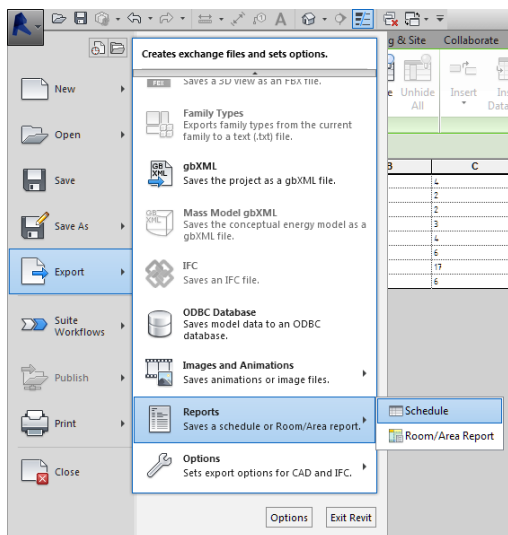 & Site
Collaborate
Creates exchange files and sets options.
New
Open
Save
Save As
Export
Suite
Workflows
Publish
Print
Close
Saves a 3D view as an FBX file.
Family Types
Exports family types from the current
family to a text (.txt) file.
gbXML
Saves the project as a gbXML file.
Mass Model gbXML
Saves the conceptual energy model as a
gbXML file.
IFC
Saves an IFC file.
ODBC Database
Saves model data to an ODBC
database.
Images and Animations
Saves animations or image files.
Reports
Saves a schedule or Room/Area report.
Options
Sets export options for CAD and IFC.
Schedule
Room/Area Report
Options
Exit Revit
Unhide
All
Insert
In
Data
B
C
4
2
2
3
4
6
17
6